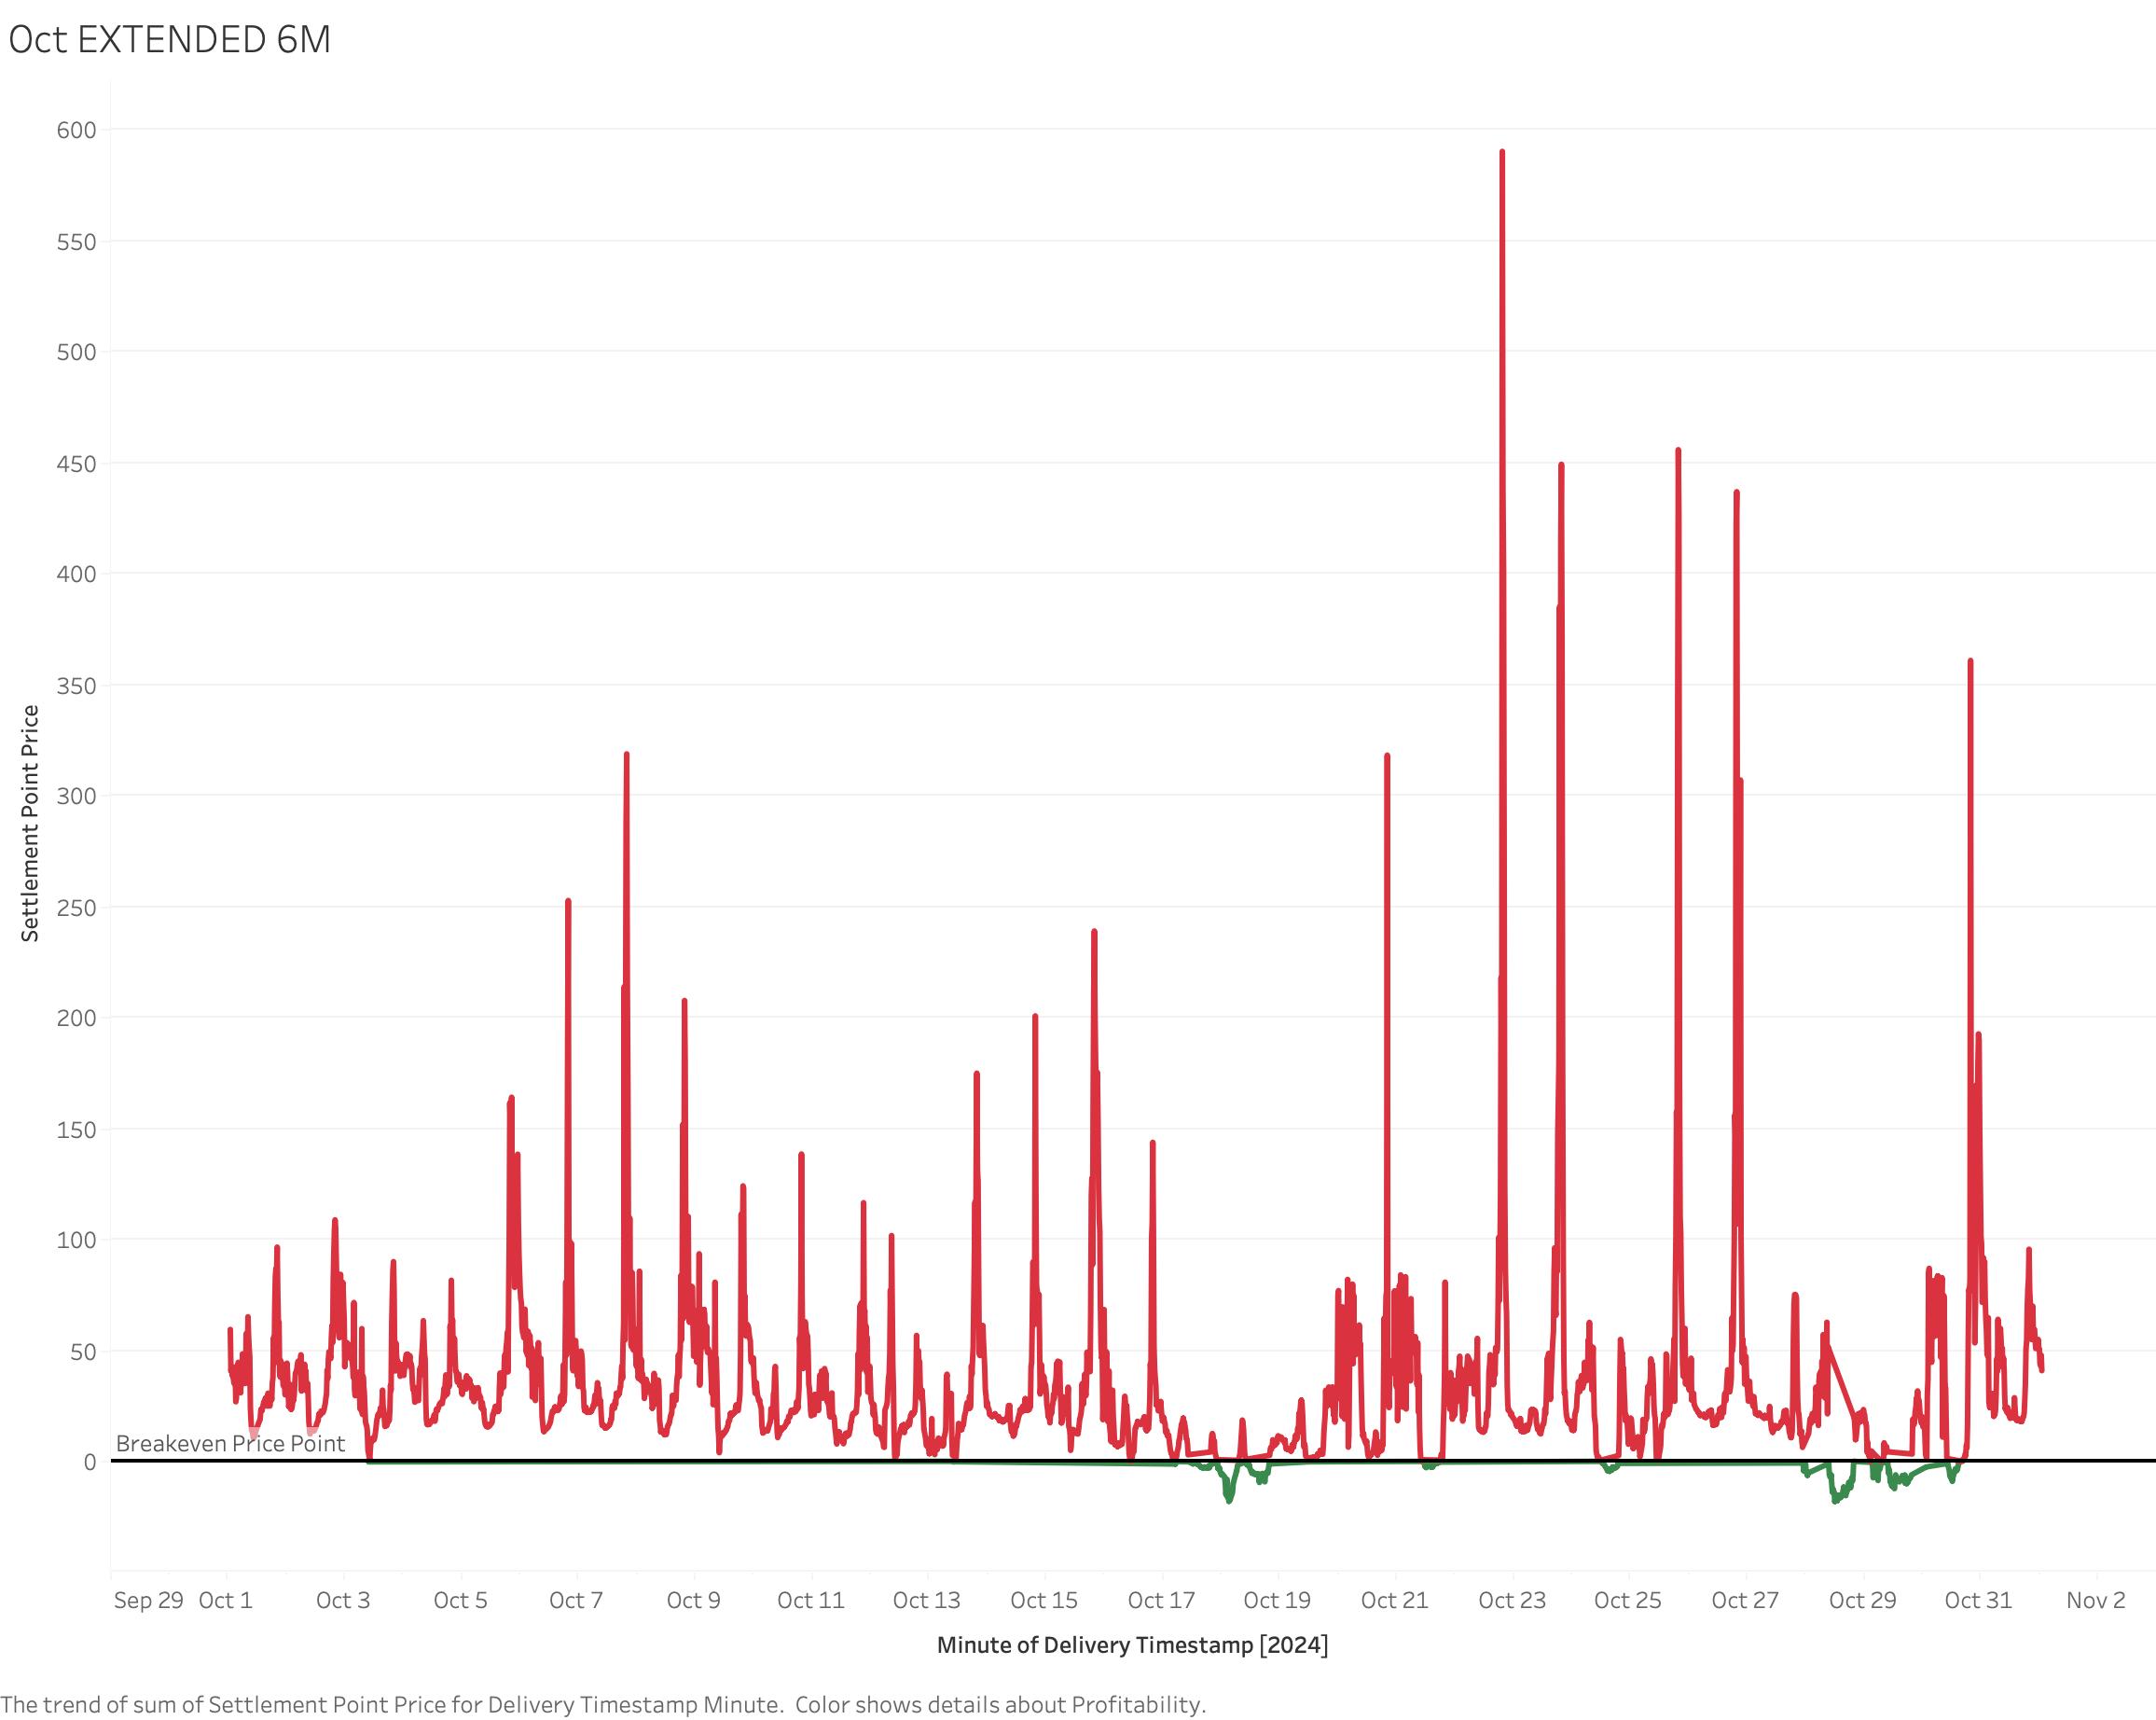 Oct EXTENDED 6M
600
550
500
450
400
350
300
250
200
150
100
50
0
Settlement Point Price
Breakeven Price Point
Sep 29 Oct 1 Oct 3 Oct 5 Oct 7 Oct 9 Oct 11 Oct 13 Oct 15 Oct 17 Oct 19 Oct 21 Oct 23 Oct 25 Oct 27 Oct 29 Oct 31 Nov 2
Minute of Delivery Timestamp [2024]
The trend of sum of Settlement Point Price for Delivery Timestamp Minute. Color shows details about Profitability.